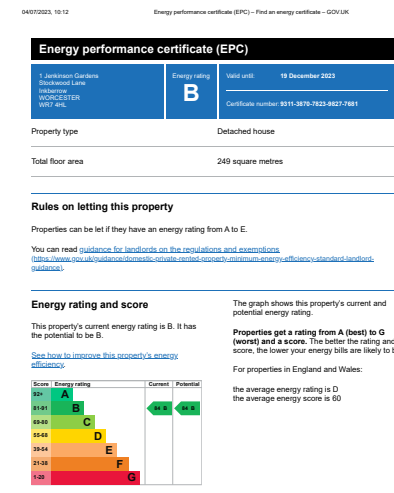 04/07/2023, 10:12 Energy performance certificate (EPC) – Find an energy certificate – GOV.UK
Energy performance certificate (EPC)
1 Jenkinson Gardens
Stockwood Lane
Inkberrow
WORCESTER
WR7 4HL
Energy rating
B
Valid until: 19 December 2023
Certificate number: 9311-3870-7823-9827-7681
Property type Detached house
Total floor area 249 square metres
Rules on letting this property
Properties can be let if they have an energy rating from A to E.
You can read guidance for landlords on the regulations and exemptions
(https://www.gov.uk/guidance/domestic-private-rented-property-minimum-energy-efficiency-standard-landlord-
guidance).
Energy rating and score
This property's current energy rating is B. It has
the potential to be B.
See how to improve this property's energy
efficiency.
Score Energy rating Current Potential
92+ A
81-91 B 84 B 84 B
69-80 C
55-68 D
39-54 E
21-38 F
1-20 G
The graph shows this property's current and
potential energy rating.
Properties get a rating from A (best) to G
(worst) and a score. The better the rating and
score, the lower your energy bills are likely to b
For properties in England and Wales:
the average energy rating is D
the average energy score is 60